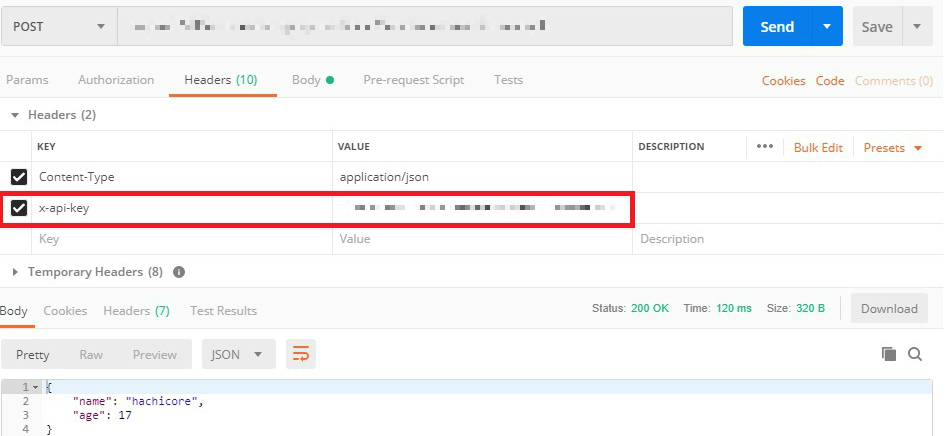 POST Send Save
Params Authorization Headers (10) Body Pre-request Script Tests Cookies Code Comments (0)
Headers (2)
KEY VALUE DESCRIPTION ••• Bulk Edit Presets
Content-Type application/json
x-api-key
Key Value Description
Temporary Headers (8) i
Body Cookies Headers (7) Test Results Status: 200 OK Time: 120 ms Size: 320 B Download
Pretty Raw Preview JSON
1 {
2 "name": "hachicore",
3 "age": 17
4 }